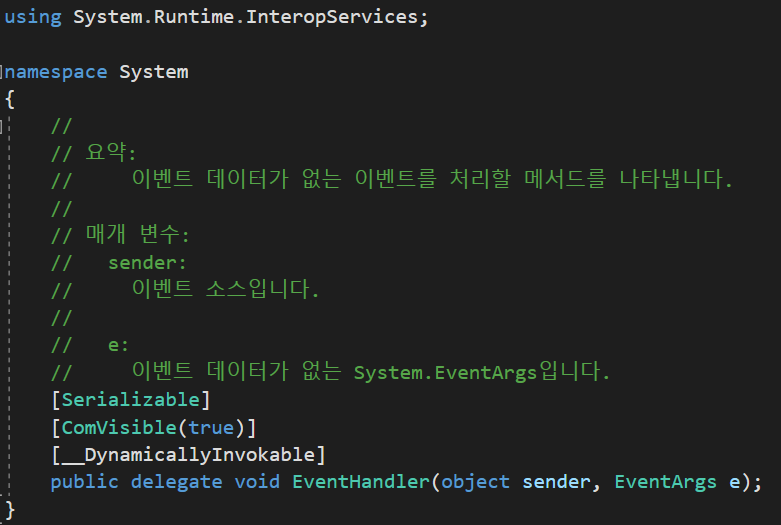 using System.Runtime.InteropServices;
namespace System
{
//
// 요약:
//     이벤트 데이터가 없는 이벤트를 처리할 메서드를 나타냅니다.
//
// 매개 변수:
//   sender:
//     이벤트 소스입니다.
//
//   e:
//     이벤트 데이터가 없는 System.EventArgs입니다.
[Serializable]
[ComVisible(true)]
[__DynamicallyInvokable]
public delegate void EventHandler(object sender, EventArgs e);
}